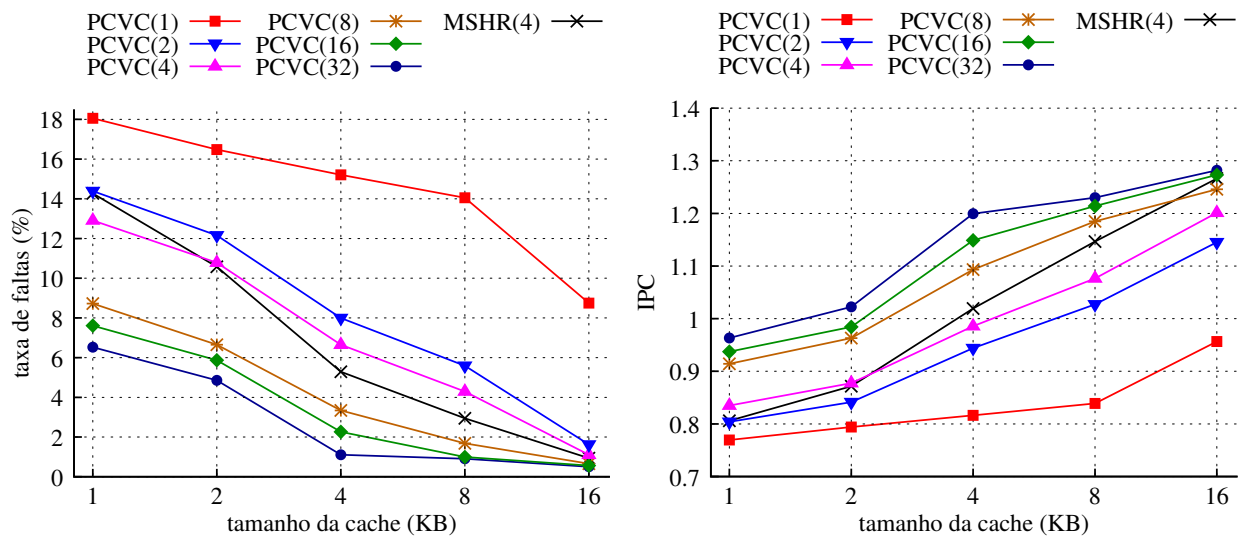 PCVC(1) PCVC(8) MSHR(4)
PCVC(2) PCVC(16)
PCVC(4) PCVC(32)
18
16
14
12
10
8
6
4
2
0
taxa de faltas (%)
1 2 4 8 16
tamanho da cache (KB)
PCVC(1) PCVC(8) MSHR(4)
PCVC(2) PCVC(16)
PCVC(4) PCVC(32)
1.4
1.3
1.2
1.1
1
0.9
0.8
0.7
IPC
1 2 4 8 16
tamanho da cache (KB)